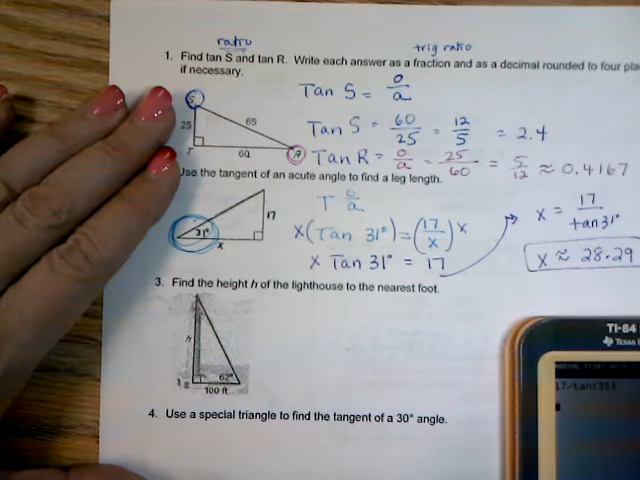 ratio
trig ratio
1. Find tan S and tan R. Write each answer as a fraction and as a decimal rounded to four
if necessary.
S
25
65
60
R
Tan S = o/a
Tan S = 60/25 = 12/5 = 2.4
Tan R = o/a = 25/60 = 5/12 ≈ 0.4167
Use the tangent of an acute angle to find a leg length.
31°
17
x
T o/a
x(Tan 31°) = (17/x)x
x Tan 31° = 17
x = 17/tan 31°
x ≈ 28.29
3. Find the height h of the lighthouse to the nearest foot.
h
62°
100 ft
4. Use a special triangle to find the tangent of a 30° angle.
TI-84
17/tan(31)